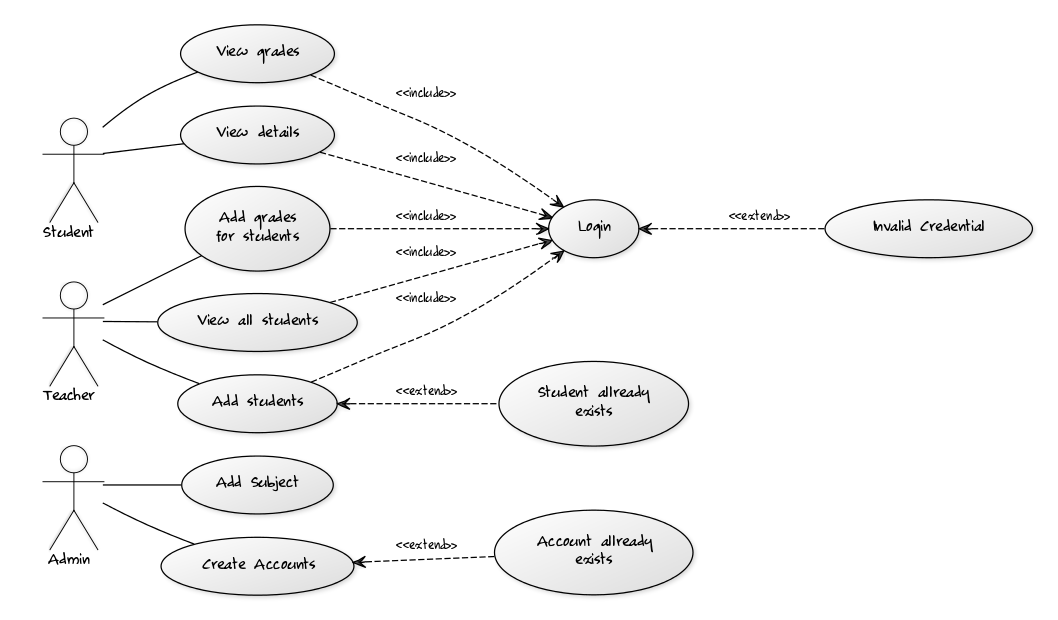 View grades
<<include>>
View details
<<include>>
Student
Add grades
for students
<<include>>
Login
<<extend>>
Invalid Credential
<<include>>
View all students
<<include>>
Teacher
Add students
<<extend>>
Student allready
exists
Add Subject
Admin
Create Accounts
<<extend>>
Account allready
exists